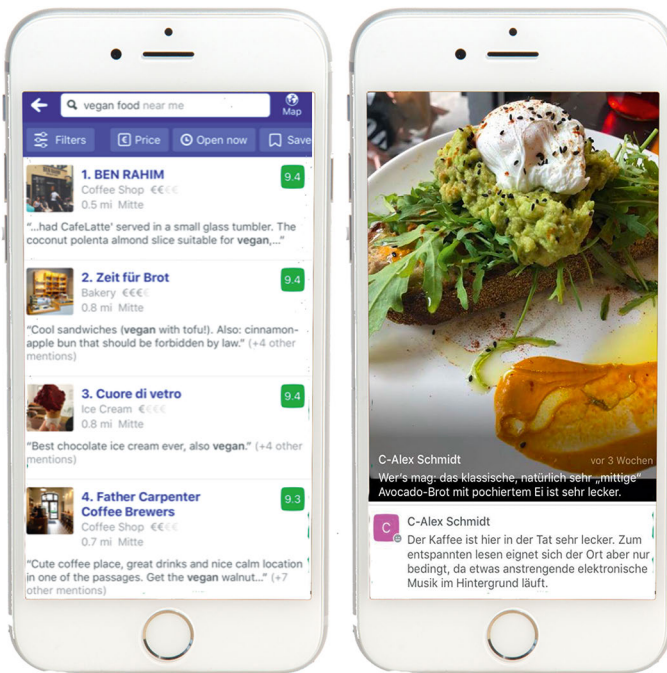 vegan food near me
Map
Filters
€ Price
Open now
Save
1. BEN RAHIM
Coffee Shop €€€€
0.5 mi Mitte
9.4
"...had CafeLatte' served in a small glass tumbler. The
coconut polenta almond slice suitable for vegan,..."
2. Zeit für Brot
Bakery €€€€
0.8 mi Mitte
9.4
"Cool sandwiches (vegan with tofu!). Also: cinnamon-
apple bun that should be forbidden by law." (+4 other
mentions)
3. Cuore di vetro
Ice Cream €€€€
0.8 mi Mitte
9.4
"Best chocolate ice cream ever, also vegan." (+4 other
mentions)
4. Father Carpenter
Coffee Brewers
Coffee Shop €€€€
0.7 mi Mitte
9.3
"Cute coffee place, great drinks and nice calm location
in one of the passages. Get the vegan walnut..." (+7
other mentions)
C-Alex Schmidt
vor 3 Wochen
Wer's mag: das klassische, natürlich sehr „mittige"
Avocado-Brot mit pochiertem Ei ist sehr lecker.
C
C-Alex Schmidt
Der Kaffee ist hier in der Tat sehr lecker. Zum
entspannten lesen eignet sich der Ort aber nur
bedingt, da etwas anstrengende elektronische
Musik im Hintergrund läuft.